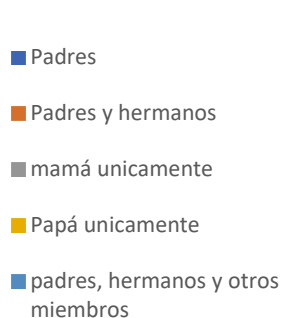 Padres
Padres y hermanos
mamá unicamente
Papá unicamente
padres, hermanos y otros
miembros